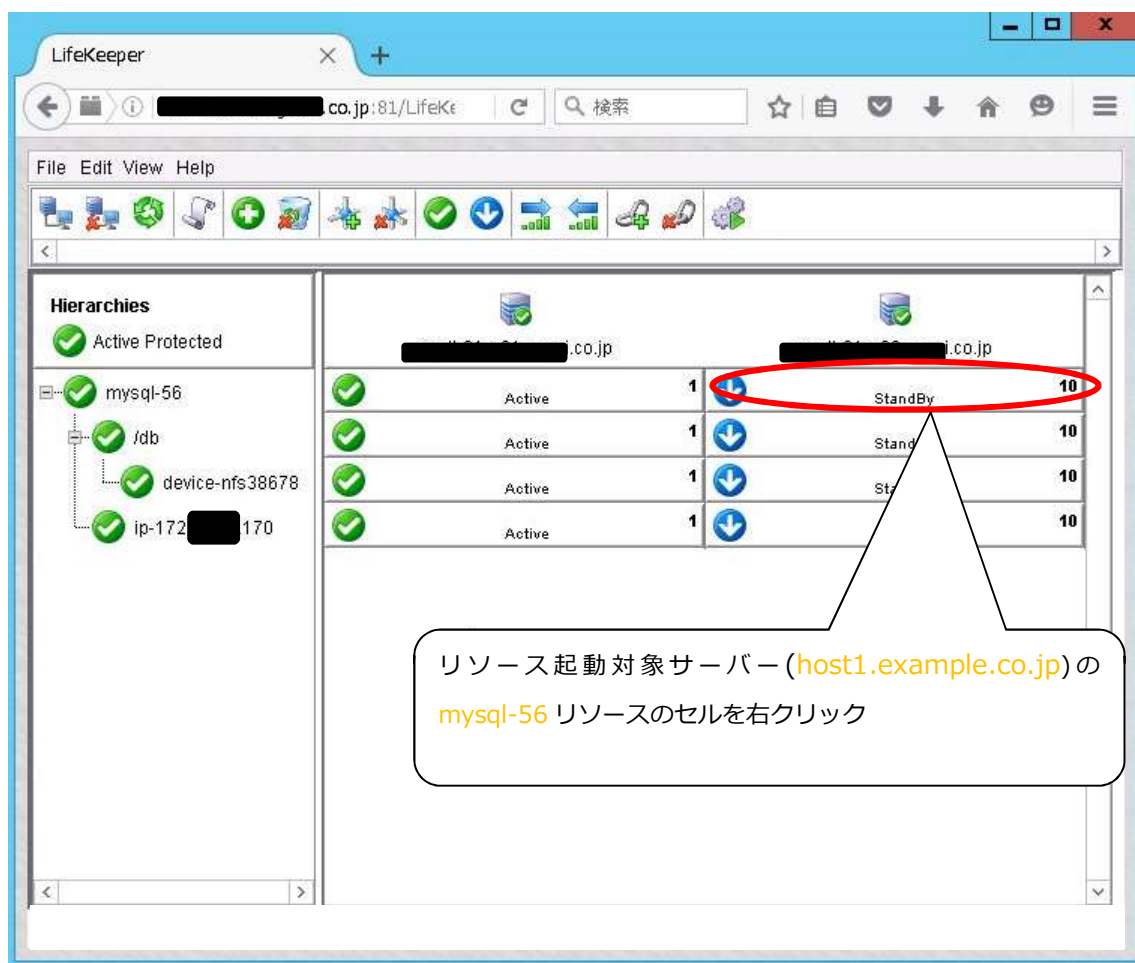 LifeKeeper
.co.jp:81/LifeKe
検索
File Edit View Help
Hierarchies
Active Protected
i.co.jp
i.co.jp
mysql-56
Active 1
StandBy 10
/db
Active 1
10
device-nfs38678
Active 1
10
ip-172 .170
Active 1
10
リソース起動対象サーバー(host1.example.co.jp)の
mysql-56 リソースのセルを右クリック